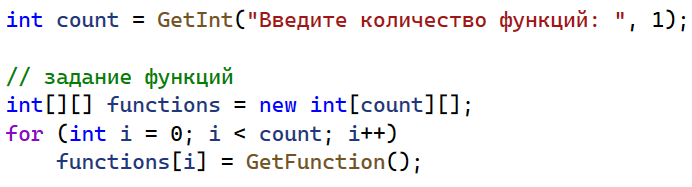 int count = GetInt("Введите количество функций: ", 1);
// задание функций
int[][] functions = new int[count][];
for (int i = 0; i < count; i++)
    functions[i] = GetFunction();